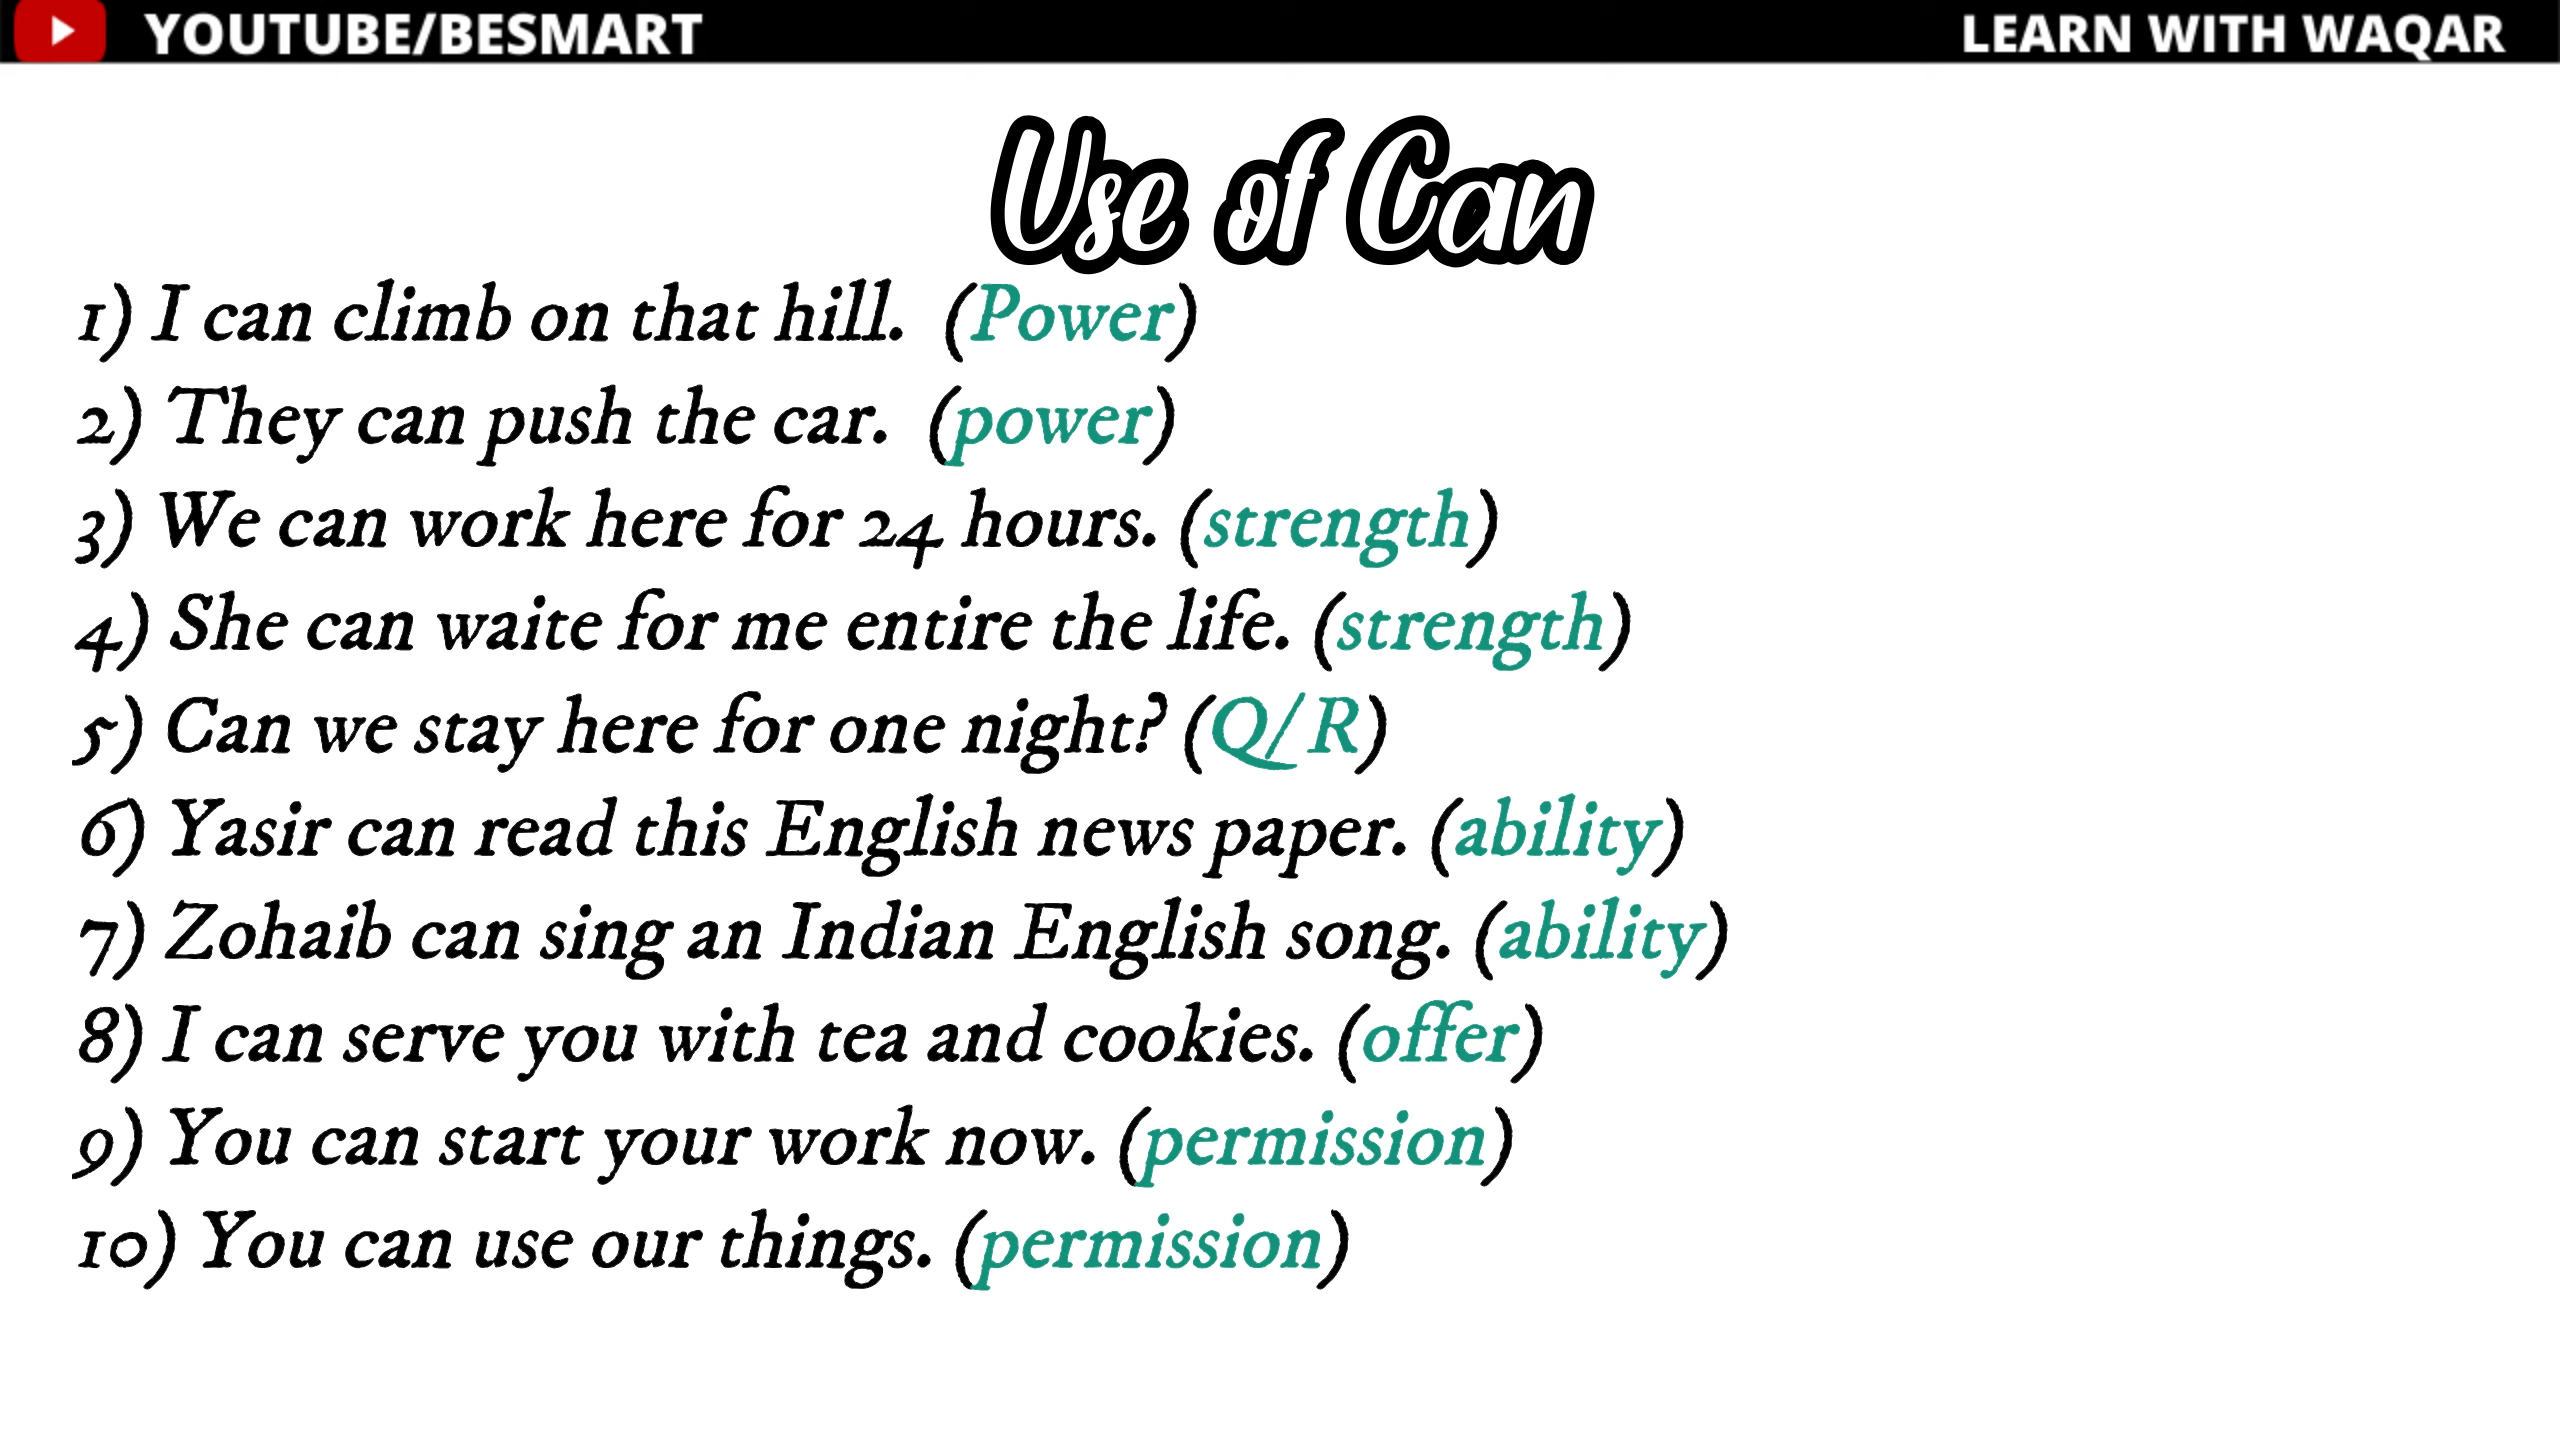 YOUTUBE/BESMART
LEARN WITH WAQAR
Use of Can
1) I can climb on that hill. (Power)
2) They can push the car. (power)
3) We can work here for 24 hours. (strength)
4) She can waite for me entire the life. (strength)
5) Can we stay here for one night? (Q/R)
6) Yasir can read this English news paper. (ability)
7) Zohaib can sing an Indian English song. (ability)
8) I can serve you with tea and cookies. (offer)
9) You can start your work now. (permission)
10) You can use our things. (permission)